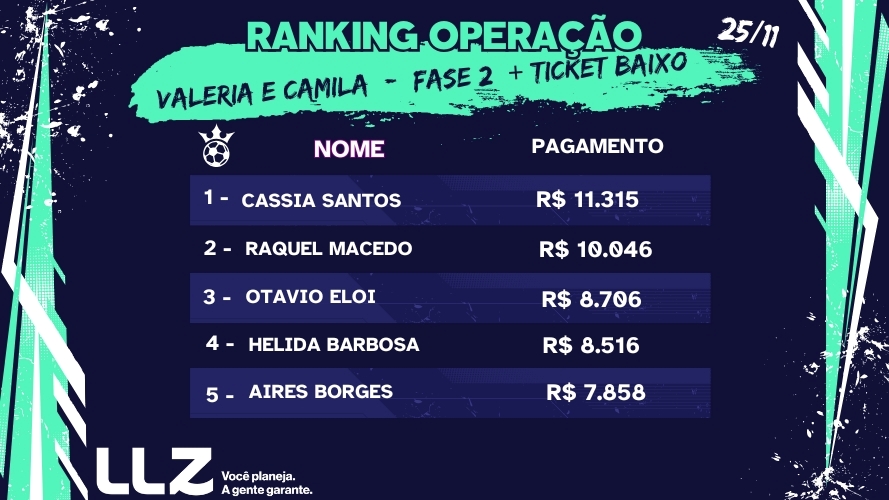 RANKING OPERAÇÃO
25/11
VALERIA E CAMILA - FASE 2 + TICKET BAIXO
NOME PAGAMENTO
1 - CASSIA SANTOS R$ 11.315
2 - RAQUEL MACEDO R$ 10.046
3 - OTAVIO ELOI R$ 8.706
4 - HELIDA BARBOSA R$ 8.516
5 - AIRES BORGES R$ 7.858
LLZ
Você planeja.
A gente garante.